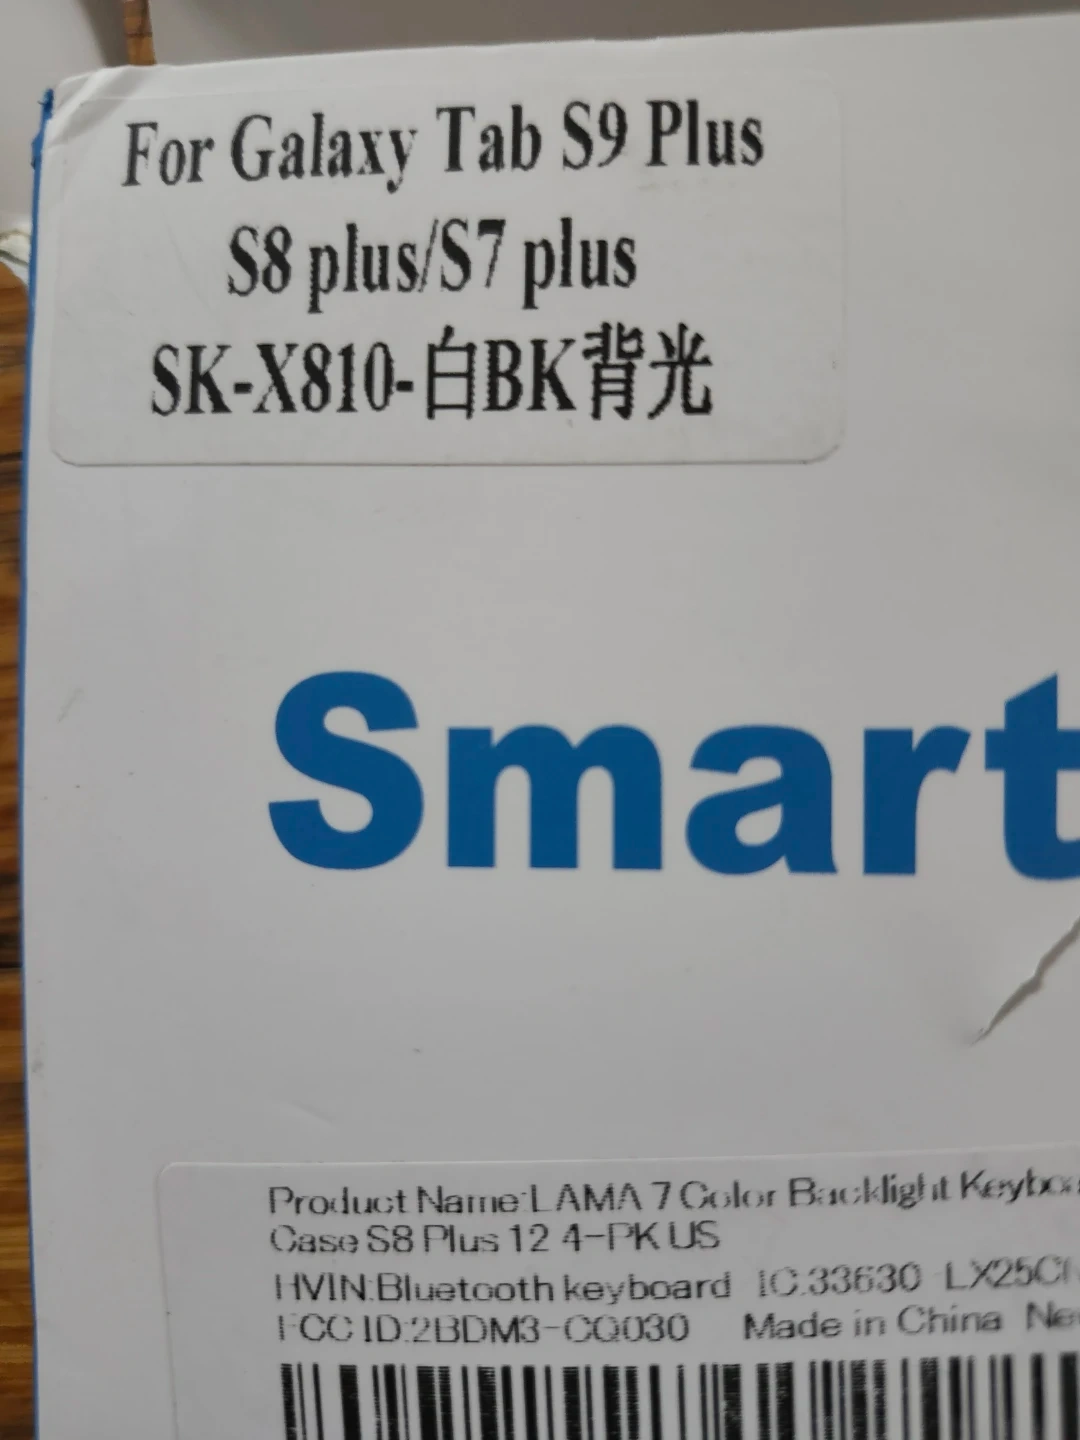 For Galaxy Tab S9 Plus
S8 plus/S7 plus
SK-X810-白BK背光
Smart
Product Name:LAMA 7 Color Backlight
Case S8 Plus 12 4-PK US
HVIN:Bluetooth keyboard IC:33630
FCC ID:2BDM3-CQ030 Made in China